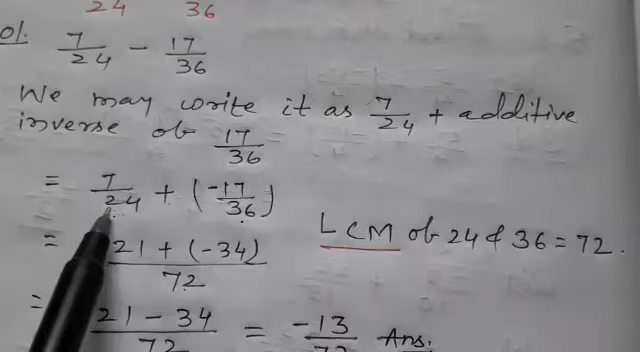 24 36
Sol. 7/24 - 17/36
We may write it as 7/24 + additive
inverse of 17/36
= 7/24 + (-17/36)
= 21 + (-34)/72 LCM of 24 & 36 = 72.
= 21 - 34/72 = -13/72 Ans.